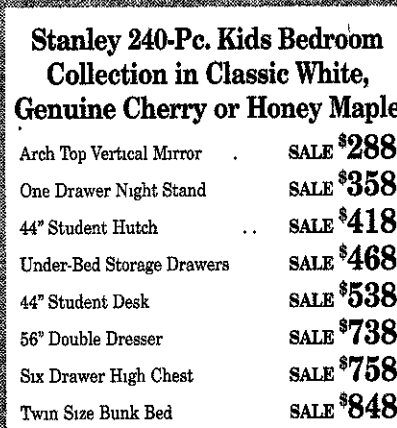 Stanley 240-Pc. Kids Bedroom
Collection in Classic White,
Genuine Cherry or Honey Maple
Arch Top Vertical Mirror . SALE $288
One Drawer Night Stand SALE $358
44" Student Hutch .. SALE $418
Under-Bed Storage Drawers SALE $468
44" Student Desk SALE $538
56" Double Dresser SALE $738
Six Drawer High Chest SALE $758
Twin Size Bunk Bed SALE $848